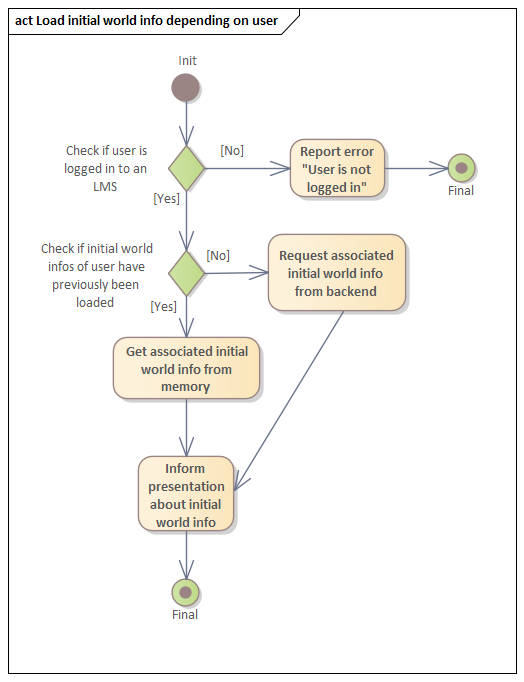 act Load initial world info depending on user
Init
Check if user is
logged in to an
LMS
[No]
Report error
"User is not
logged in"
Final
[Yes]
Check if initial world
infos of user have
previously been
loaded
[No]
Request associated
initial world info
from backend
[Yes]
Get associated initial
world info from
memory
Inform
presentation
about initial
world info
Final